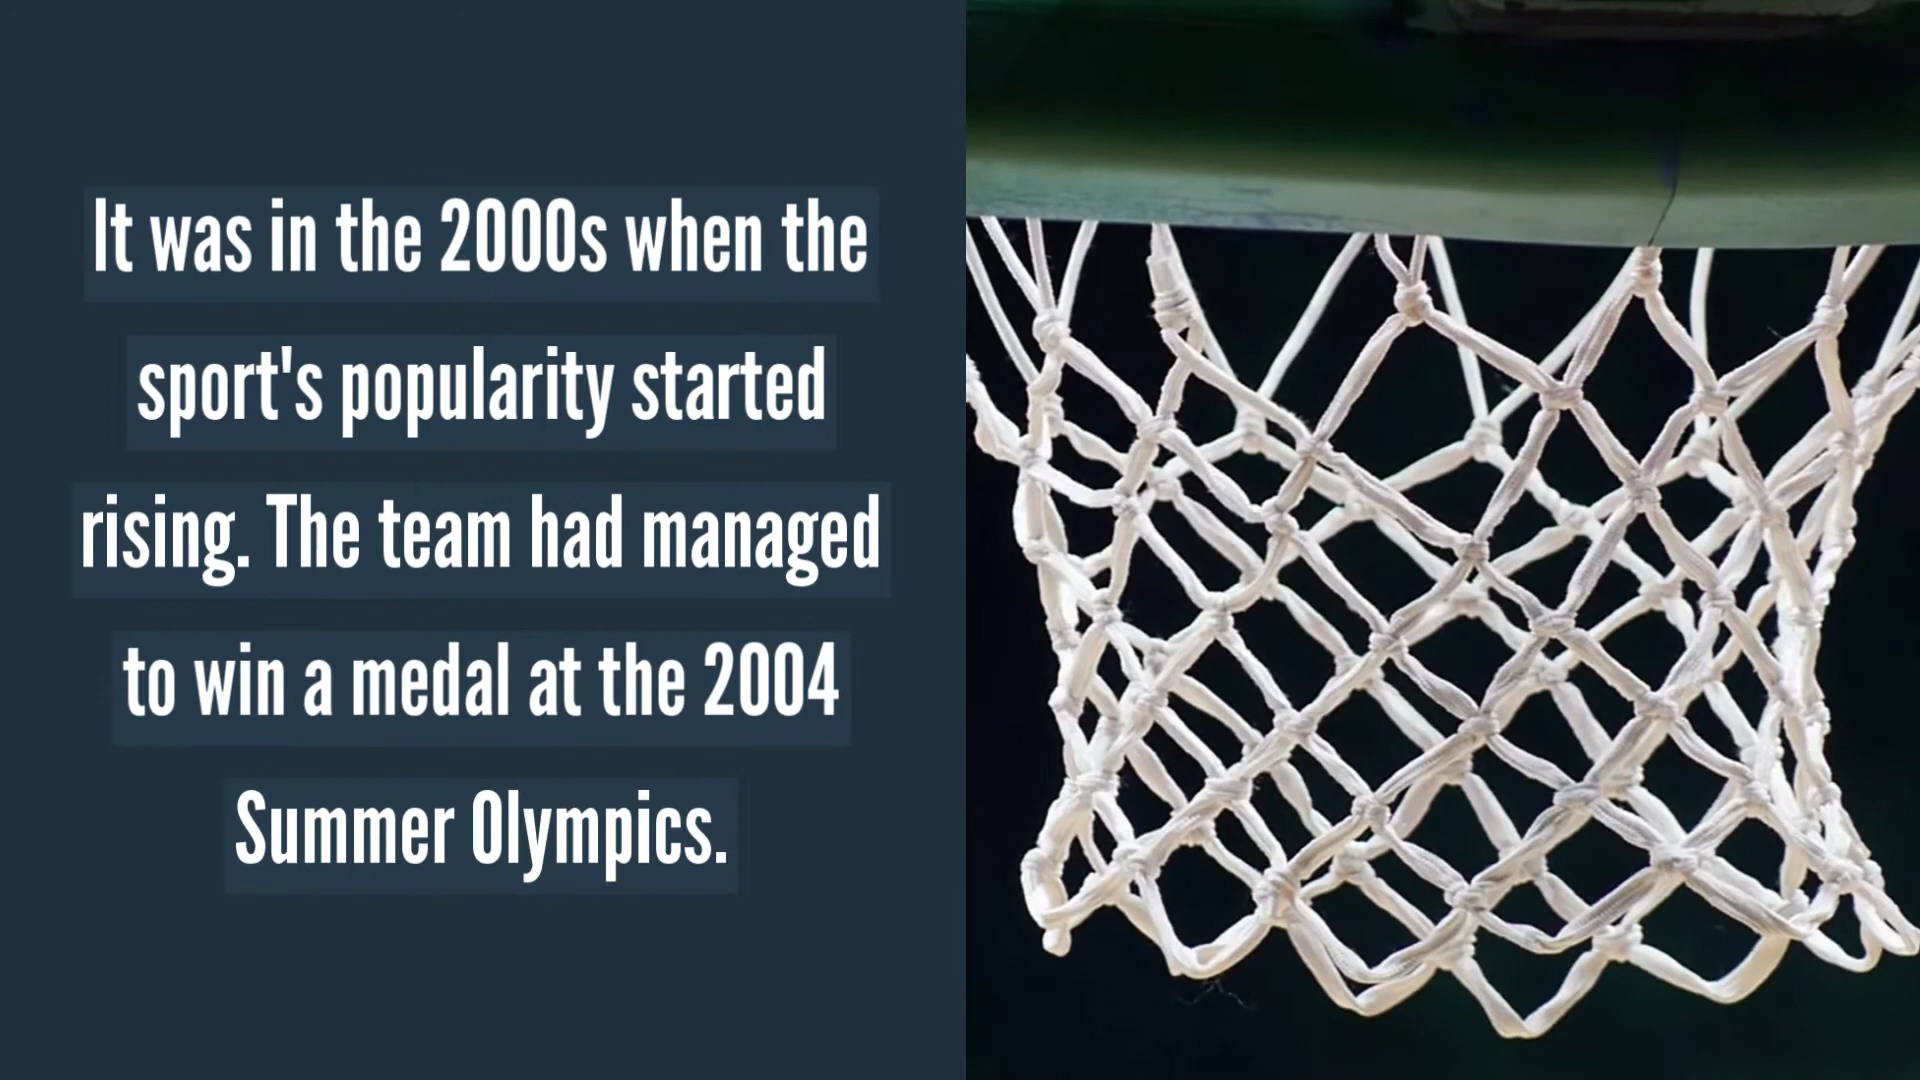 It was in the 2000s when the
sport's popularity started
rising. The team had managed
to win a medal at the 2004
Summer Olympics.